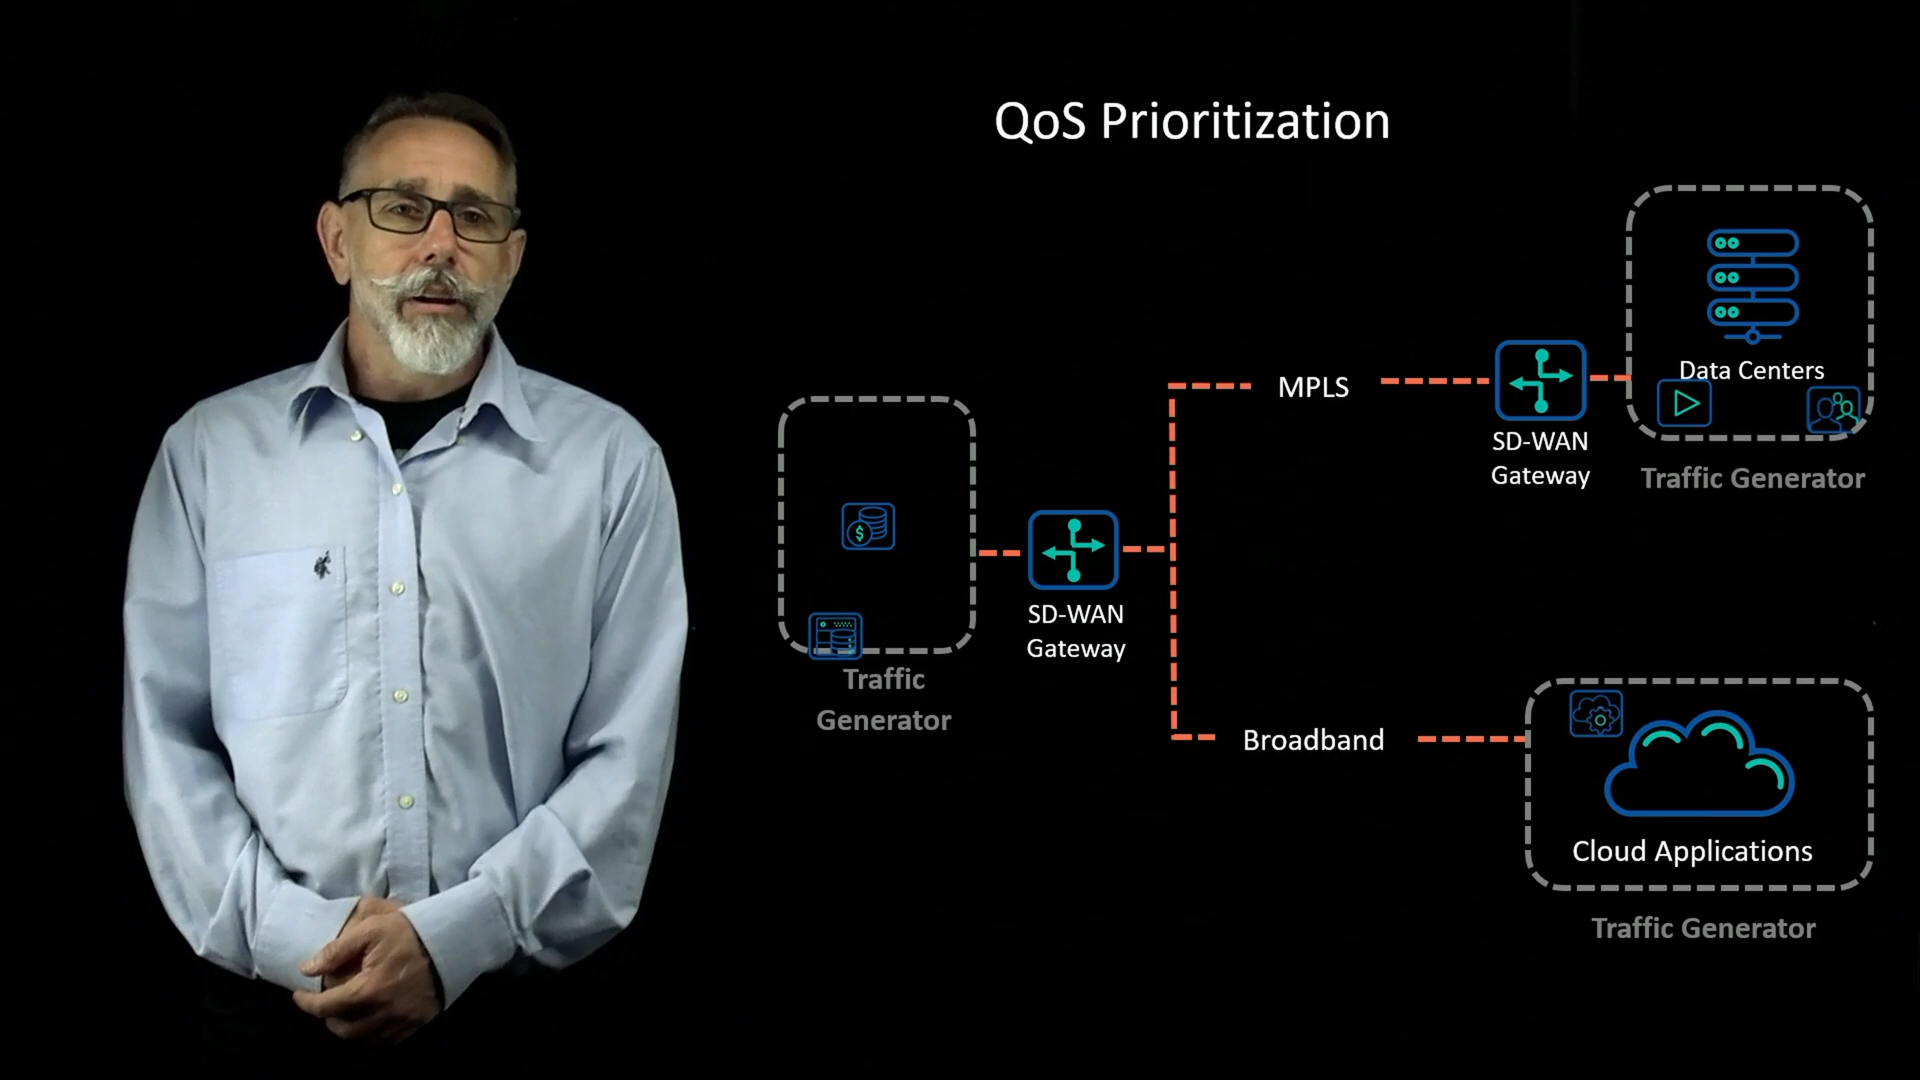 QoS Prioritization
Data Centers
MPLS
SD-WAN
Gateway
Traffic Generator
SD-WAN
Gateway
Traffic
Generator
Broadband
Cloud Applications
Traffic Generator
$